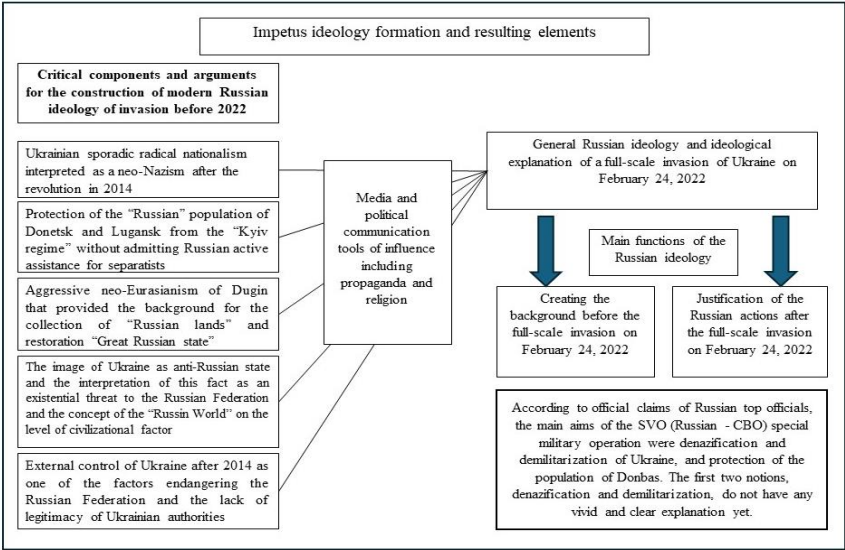 Impetus ideology formation and resulting elements
Critical components and arguments
for the construction of modern Russian
ideology of invasion before 2022
Ukrainian sporadic radical nationalism
interpreted as a neo-Nazism after the
revolution in 2014
Protection of the “Russian” population of
Donetsk and Lugansk from the “Kyiv
regime” without admitting Russian active
assistance for separatists
Aggressive neo-Eurasianism of Dugin
that provided the background for the
collection of “Russian lands” and
restoration “Great Russian state”
The image of Ukraine as anti-Russian state
and the interpretation of this fact as an
existential threat to the Russian Federation
and the concept of the “Russin World” on the
level of civilizational factor
External control of Ukraine after 2014 as
one of the factors endangering the
Russian Federation and the lack of
legitimacy of Ukrainian authorities
Media and
political
communication
tools of influence
including
propaganda and
religion
General Russian ideology and ideological
explanation of a full-scale invasion of Ukraine on
February 24, 2022
Main functions of the
Russian ideology
Creating the
background before the
full-scale invasion on
February 24, 2022
Justification of the
Russian actions after
the full-scale invasion
on February 24, 2022
According to official claims of Russian top officials,
the main aims of the SVO (Russian - CBO) special
military operation were denazification and
demilitarization of Ukraine, and protection of the
population of Donbas. The first two notions,
denazification and demilitarization, do not have any
vivid and clear explanation yet.